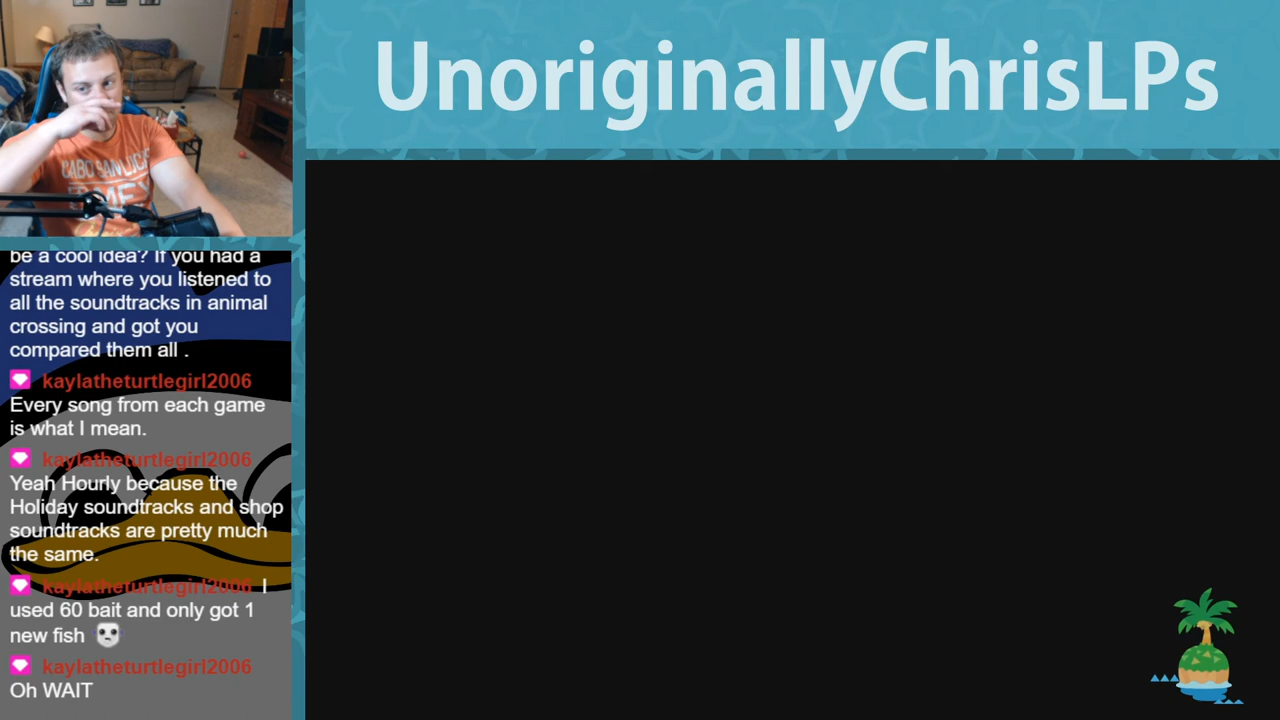 UnoriginallyChrisLPs
CABO SAN LUCAS
be a cool idea? If you had a
stream where you listened to
all the soundtracks in animal
crossing and got you
compared them all .
kaylatheturtlegirl2006
Every song from each game
is what I mean.
kaylatheturtlegirl2006
Yeah Hourly because the
Holiday soundtracks and shop
soundtracks are pretty much
the same.
kaylatheturtlegirl2006 I
used 60 bait and only got 1
new fish
kaylatheturtlegirl2006
Oh WAIT